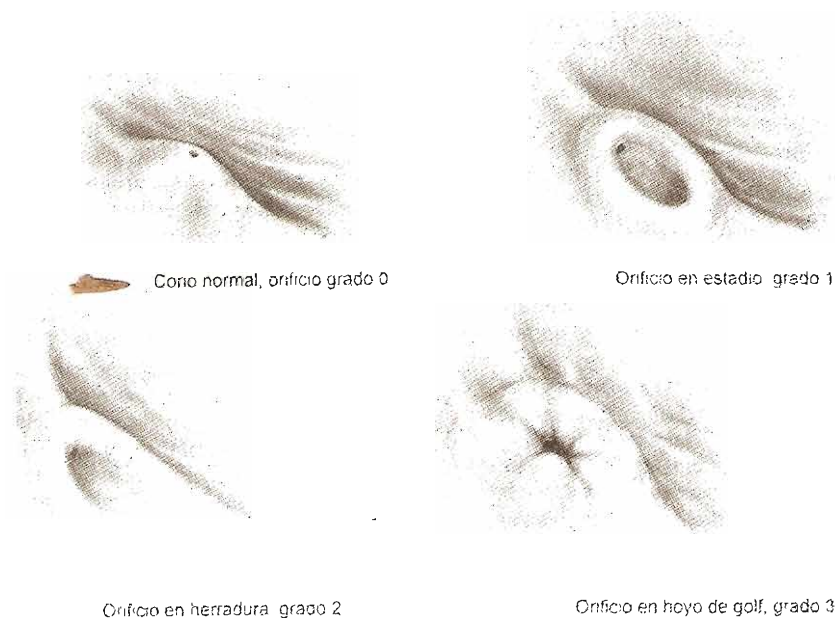 Cono normal, orificio grado 0
Orificio en estadio grado 1
Orificio en herradura grado 2
Orificio en hoyo de golf, grado 3